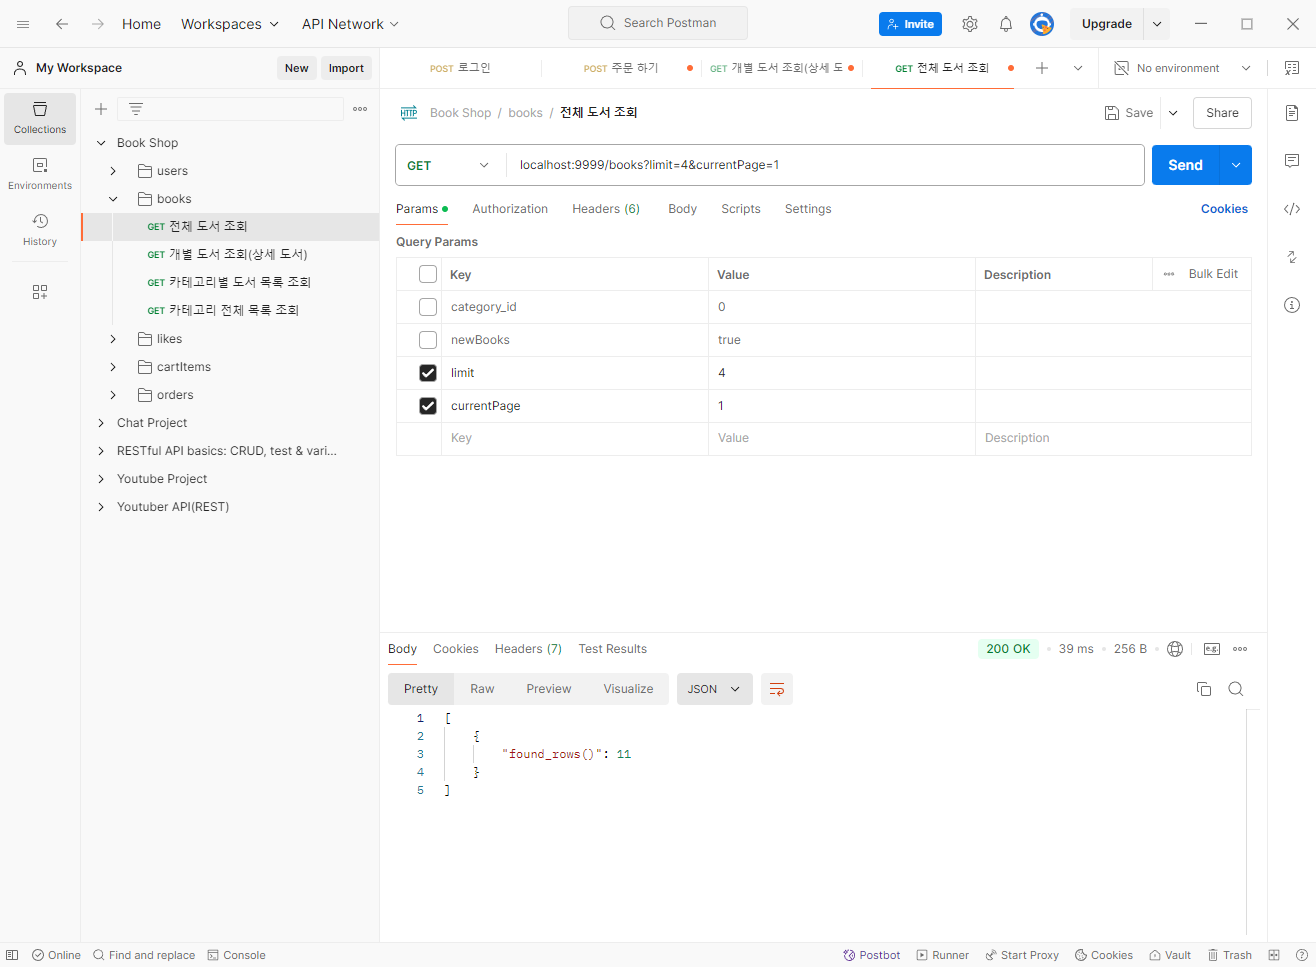 Home
Workspaces
API Network
Search Postman
Invite
Upgrade
My Workspace
New
Import
POST 로그인
POST 주문 하기
GET 개별 도서 조회(상세 도
GET 전체 도서 조회
No environment
Collections
Environments
History
Book Shop
users
books
GET 전체 도서 조회
GET 개별 도서 조회(상세 도서)
GET 카테고리별 도서 목록 조회
GET 카테고리 전체 목록 조회
likes
cartItems
orders
Chat Project
RESTful API basics: CRUD, test & vari...
Youtube Project
Youtuber API(REST)
HTTP Book Shop / books / 전체 도서 조회
Save
Share
GET localhost:9999/books?limit=4&currentPage=1
Send
Params Authorization Headers (6) Body Scripts Settings
Cookies
Query Params
Key Value Description Bulk Edit
category_id 0
newBooks true
limit 4
currentPage 1
Key Value Description
Body Cookies Headers (7) Test Results
200 OK 39 ms 256 B e.g.
Pretty Raw Preview Visualize JSON
1 [
2 {
3 "found_rows()": 11
4 }
5 ]
Online Find and replace Console
Postbot Runner Start Proxy Cookies Vault Trash